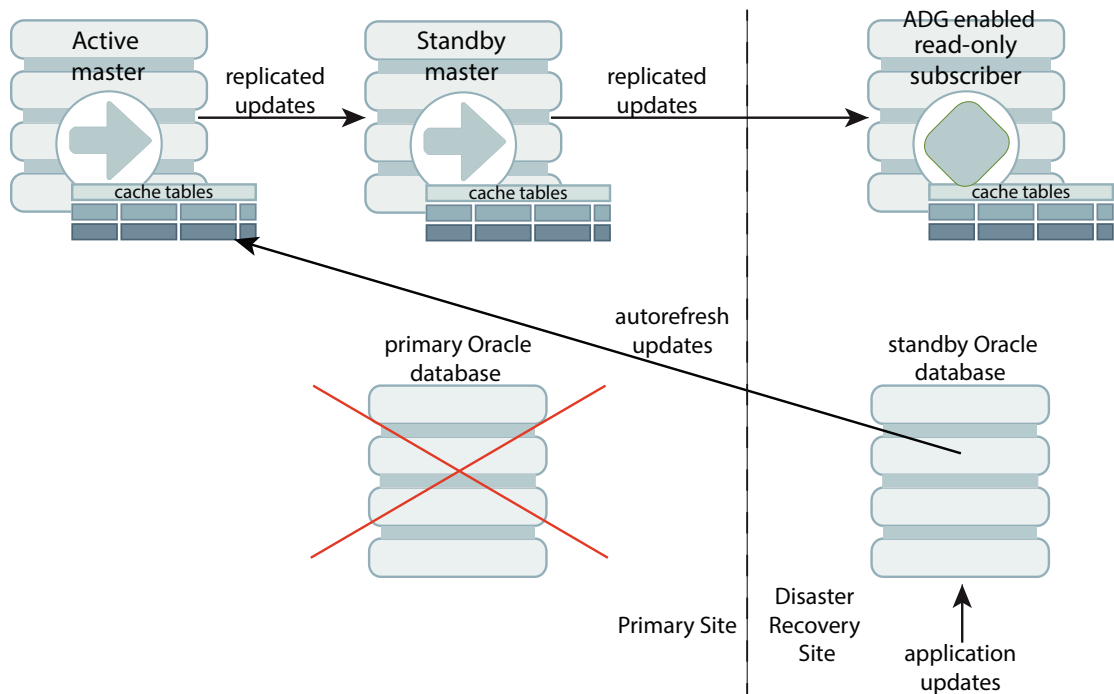 Active
master
replicated
updates
Standby
master
replicated
updates
ADG enabled
read-only
subscriber
cache tables
cache tables
cache tables
autorefresh
updates
primary Oracle
database
standby Oracle
database
Primary Site
Disaster
Recovery
Site
application
updates